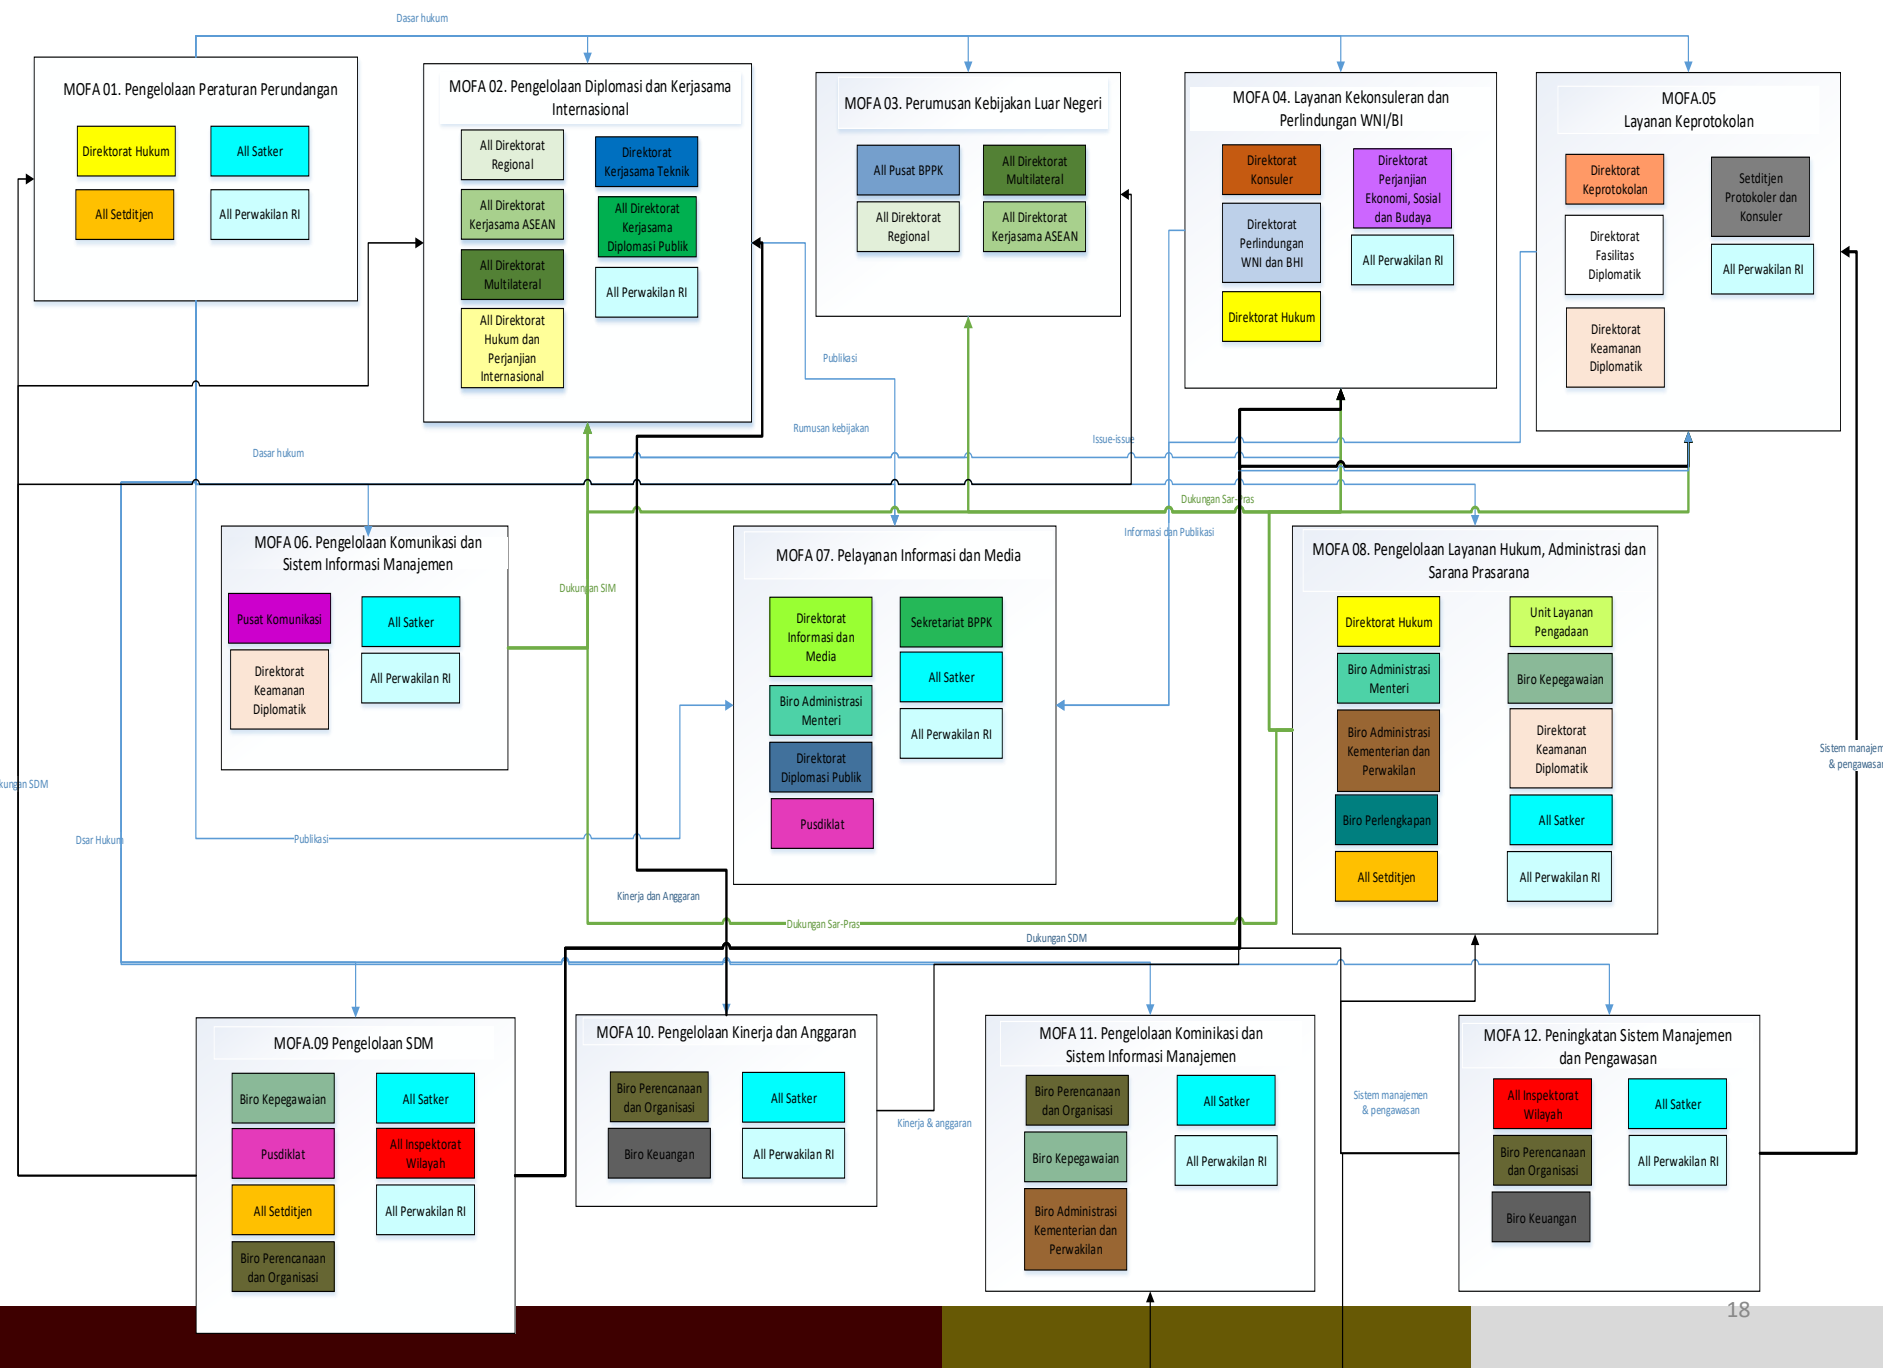 Dasar hukum
MOFA 01. Pengelolaan Peraturan Perundangan
Direktorat Hukum
All Satker
All Setditjen
All Perwakilan RI
MOFA 02. Pengelolaan Diplomasi dan Kerjasama
Internasional
All Direktorat
Regional
Direktorat
Kerjasama Teknik
All Direktorat
Kerjasama ASEAN
All Direktorat
Kerjasama
Diplomasi Publik
All Direktorat
Multilateral
All Perwakilan RI
All Direktorat
Hukum dan
Perjanjian
Internasional
MOFA 03. Perumusan Kebijakan Luar Negeri
All Pusat BPPK
All Direktorat
Multilateral
All Direktorat
Regional
All Direktorat
Kerjasama ASEAN
MOFA 04. Layanan Kekonsuleran dan
Perlindungan WNI/BI
Direktorat
Konsuler
Direktorat
Perjanjian
Ekonomi, Sosial
dan Budaya
Direktorat
Perlindungan
WNI dan BHI
All Perwakilan RI
Direktorat Hukum
MOFA.05
Layanan Keprotokolan
Direktorat
Keprotokolan
Setditjen
Protokoler dan
Konsuler
Direktorat
Fasilitas
Diplomatik
All Perwakilan RI
Direktorat
Keamanan
Diplomatik
Publikasi
Rumusan kebijakan
Issue-issue
Dasar hukum
Dukungan Sar-Pras
Informasi dan Publikasi
Dukungan SIM
MOFA 06. Pengelolaan Komunikasi dan
Sistem Informasi Manajemen
Pusat Komunikasi
All Satker
Direktorat
Keamanan
Diplomatik
All Perwakilan RI
MOFA 07. Pelayanan Informasi dan Media
Direktorat
Informasi dan
Media
Sekretariat BPPK
All Satker
Biro Administrasi
Menteri
All Perwakilan RI
Direktorat
Diplomasi Publik
Pusdiklat
MOFA 08. Pengelolaan Layanan Hukum, Administrasi dan
Sarana Prasarana
Direktorat Hukum
Unit Layanan
Pengadaan
Biro Administrasi
Menteri
Biro Kepegawaian
Biro Administrasi
Kementerian dan
Perwakilan
Direktorat
Keamanan
Diplomatik
Biro Perlengkapan
All Satker
All Setditjen
All Perwakilan RI
Sistem manajem
& pengawasan
kungan SDM
Dsar Hukum
Publikasi
Kinerja dan Anggaran
Dukungan Sar-Pras
Dukungan SDM
MOFA.09 Pengelolaan SDM
Biro Kepegawaian
All Satker
Pusdiklat
All Inspektorat
Wilayah
All Setditjen
All Perwakilan RI
Biro Perencanaan
dan Organisasi
MOFA 10. Pengelolaan Kinerja dan Anggaran
Biro Perencanaan
dan Organisasi
All Satker
Biro Keuangan
All Perwakilan RI
Kinerja & anggaran
MOFA 11. Pengelolaan Kominikasi dan
Sistem Informasi Manajemen
Biro Perencanaan
dan Organisasi
All Satker
Biro Kepegawaian
All Perwakilan RI
Biro Administrasi
Kementerian dan
Perwakilan
Sistem manajemen
& pengawasan
MOFA 12. Peningkatan Sistem Manajemen
dan Pengawasan
All Inspektorat
Wilayah
All Satker
Biro Perencanaan
dan Organisasi
All Perwakilan RI
Biro Keuangan
18